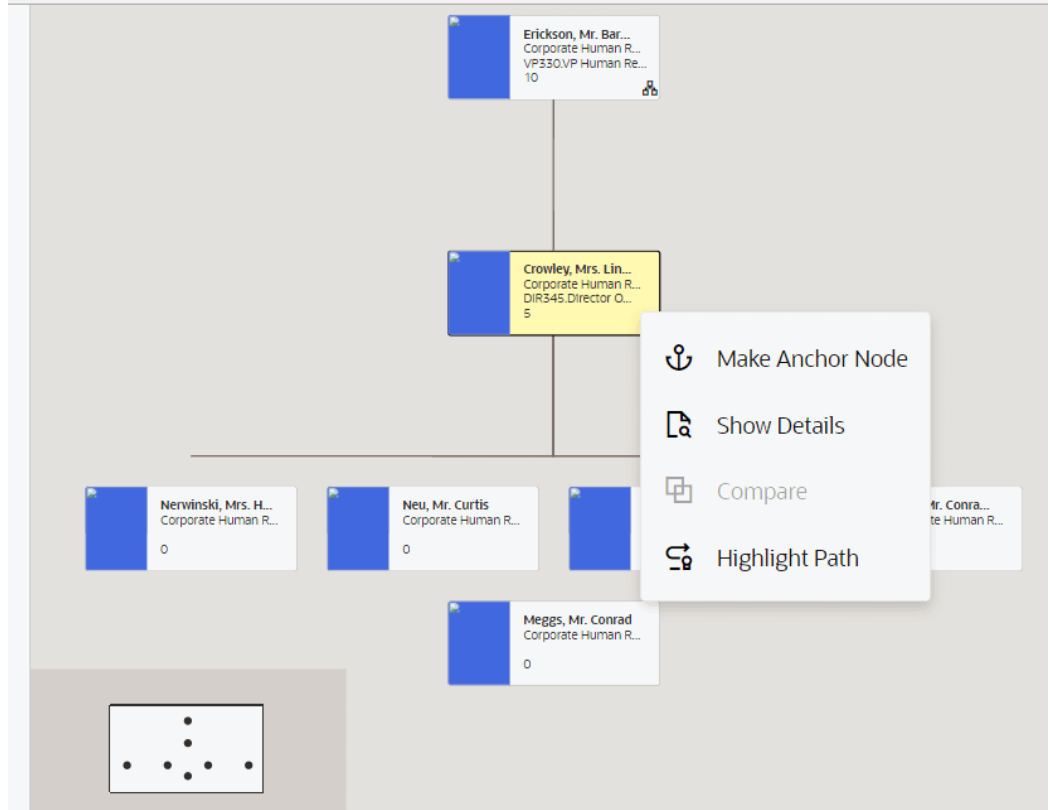 Erickson, Mr. Bar...
Corporate Human R...
VP330.VP Human Re...
10
Crowley, Mrs. Lin...
Corporate Human R...
DIR345.Director O...
5
Make Anchor Node
Show Details
Compare
Highlight Path
Nerwinski, Mrs. H...
Corporate Human R...
0
Neu, Mr. Curtis
Corporate Human R...
0
Mr. Conra...
te Human R...
Meggs, Mr. Conrad
Corporate Human R...
0